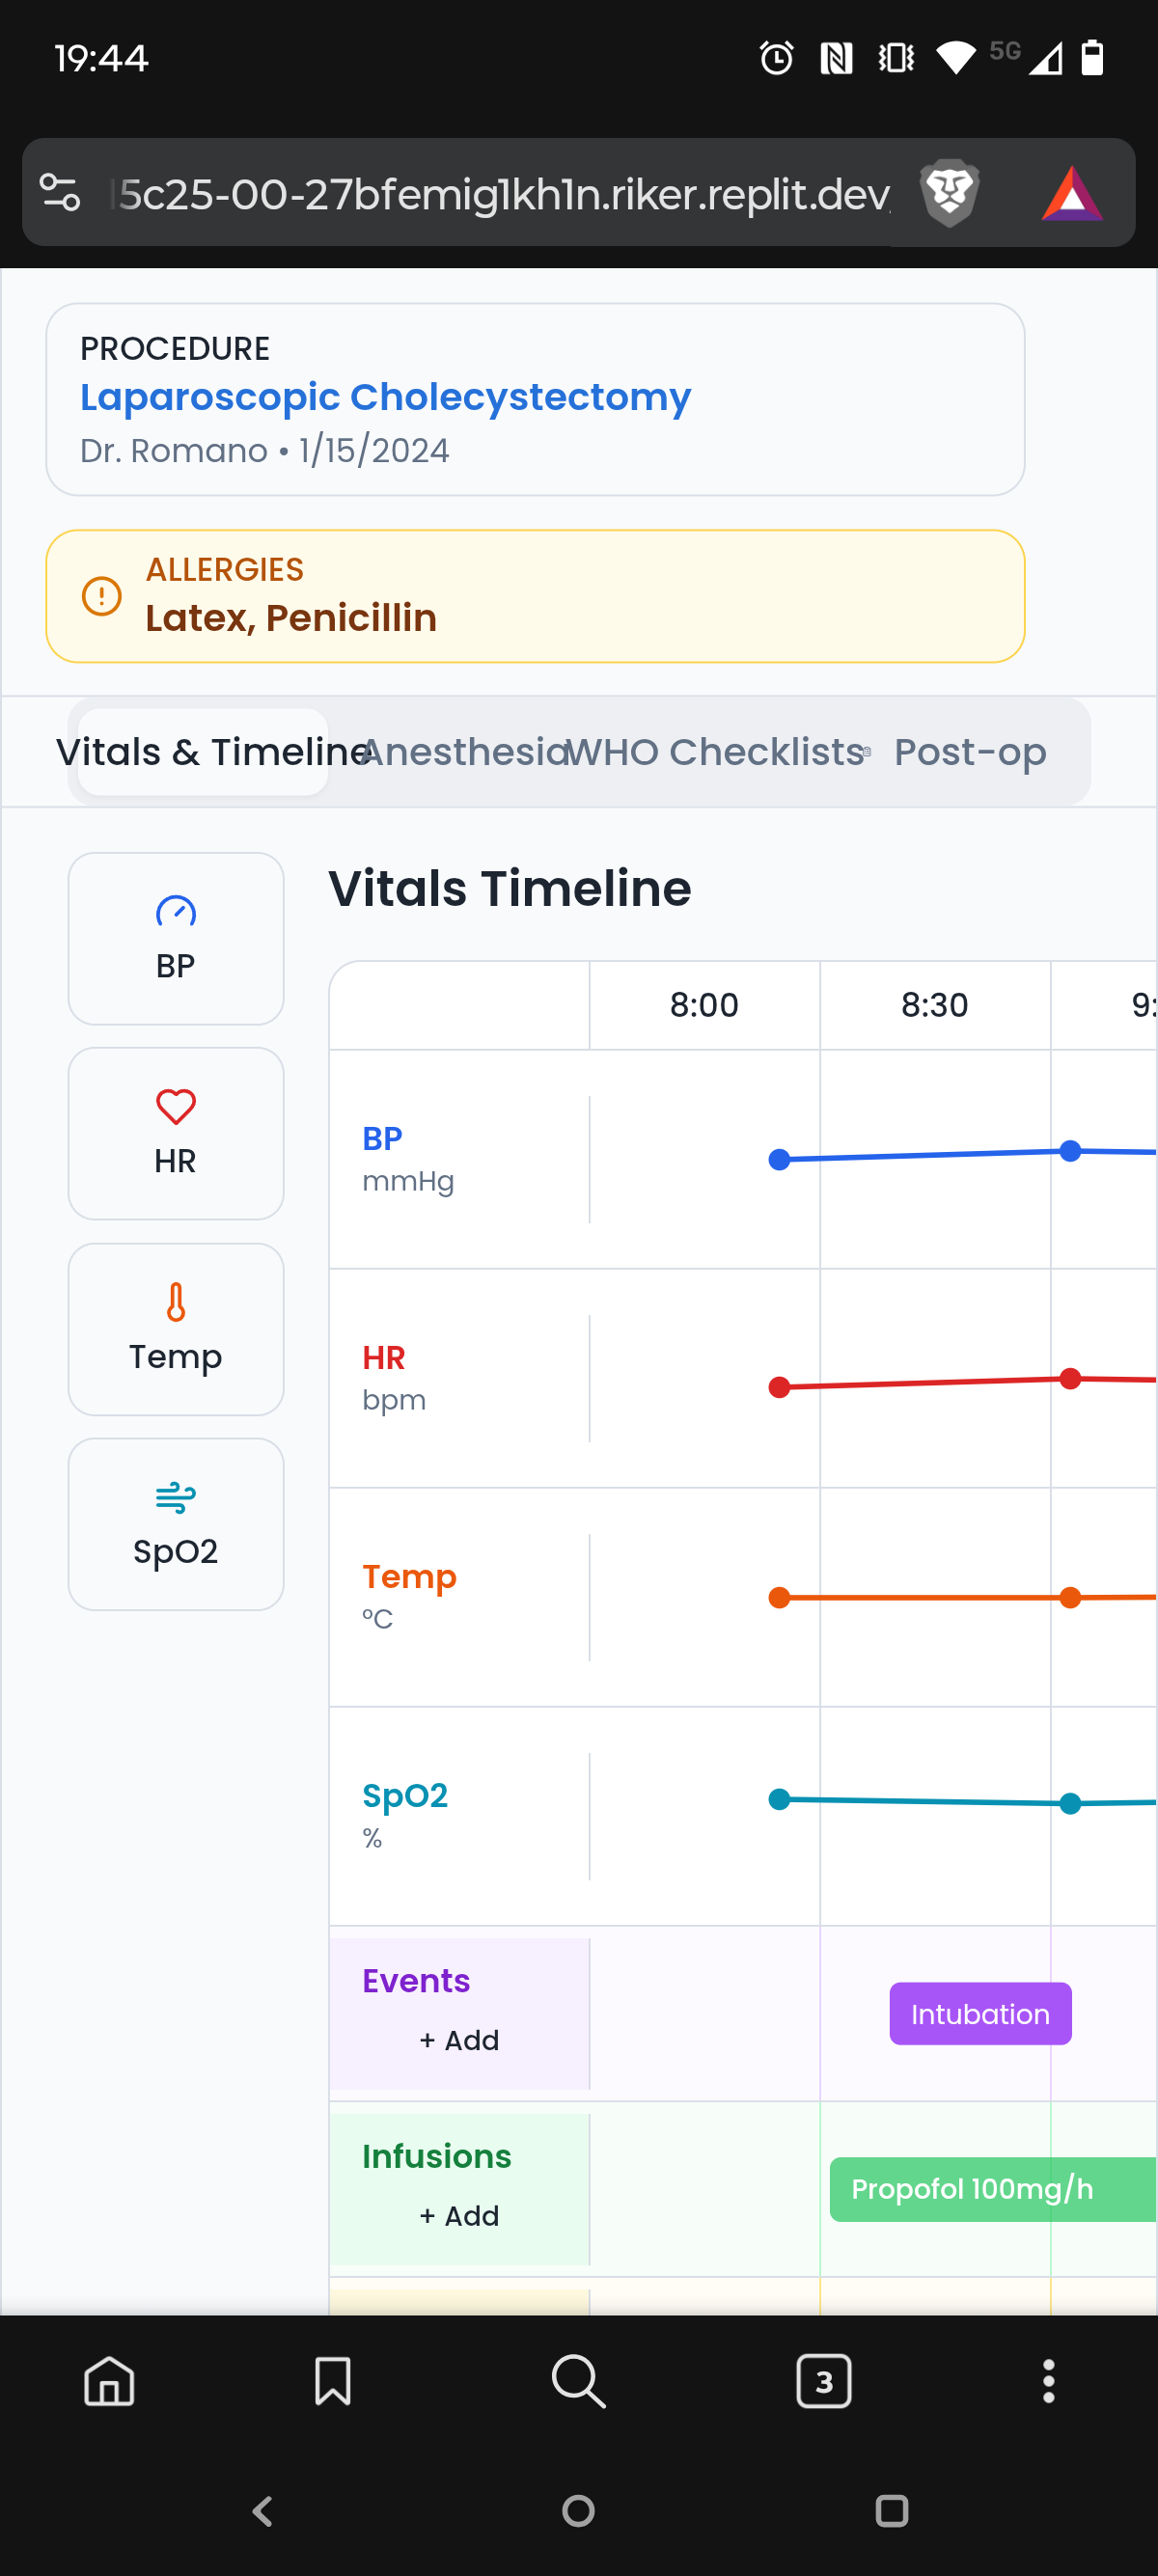 19:44
5G
5c25-00-27bfemig1kh1n.riker.replit.dev
PROCEDURE
Laparoscopic Cholecystectomy
Dr. Romano • 1/15/2024
ALLERGIES
Latex, Penicillin
Vitals & Timeline Anesthesia WHO Checklists Post-op
BP
HR
Temp
SpO2
Vitals Timeline
8:00 8:30 9:
BP
mmHg
HR
bpm
Temp
°C
SpO2
%
Events
+ Add
Intubation
Infusions
+ Add
Propofol 100mg/h
3